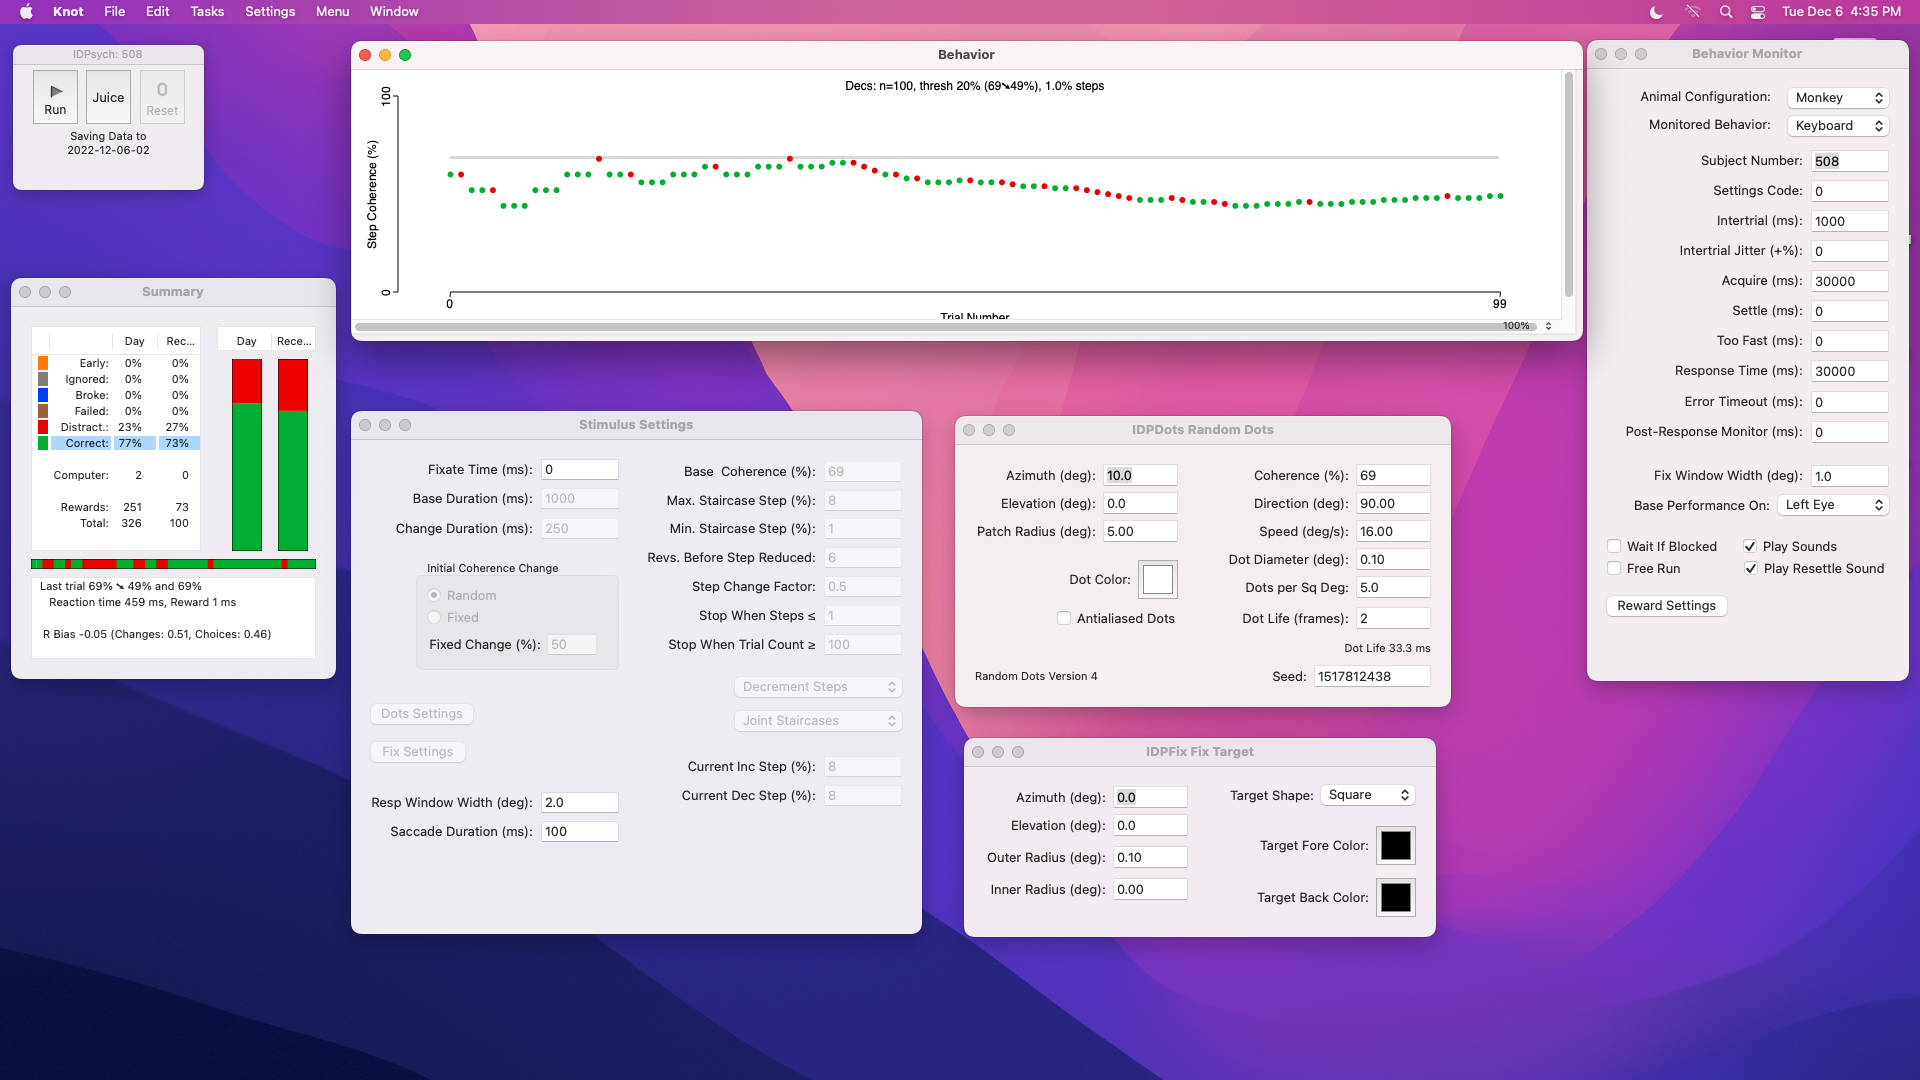 Knot File Edit Tasks Settings Menu Window Tue Dec 6 4:35 PM
IDPsych: 508
Run
Juice
0
Reset
Saving Data to
2022-12-06-02
Behavior
Decs: n=100, thresh 20% (69➘49%), 1.0% steps
100
Step Coherence (%)
0
0
99
Trial Number
100%
Summary
Day Rec...
Early: 0% 0%
Ignored: 0% 0%
Broke: 0% 0%
Failed: 0% 0%
Distract.: 23% 27%
Correct: 77% 73%
Computer: 2 0
Rewards: 251 73
Total: 326 100
Day Rece...
Last trial 69% ➘ 49% and 69%
Reaction time 459 ms, Reward 1 ms
R Bias -0.05 (Changes: 0.51, Choices: 0.46)
Stimulus Settings
Fixate Time (ms): 0
Base Duration (ms): 1000
Change Duration (ms): 250
Initial Coherence Change
Random
Fixed
Fixed Change (%): 50
Dots Settings
Fix Settings
Resp Window Width (deg): 2.0
Saccade Duration (ms): 100
Base Coherence (%): 69
Max. Staircase Step (%): 8
Min. Staircase Step (%): 1
Revs. Before Step Reduced: 6
Step Change Factor: 0.5
Stop When Steps ≤ 1
Stop When Trial Count ≥ 100
Decrement Steps
Joint Staircases
Current Inc Step (%): 8
Current Dec Step (%): 8
IDPDots Random Dots
Azimuth (deg): 10.0
Elevation (deg): 0.0
Patch Radius (deg): 5.00
Dot Color:
Antialiased Dots
Random Dots Version 4
Coherence (%): 69
Direction (deg): 90.00
Speed (deg/s): 16.00
Dot Diameter (deg): 0.10
Dots per Sq Deg: 5.0
Dot Life (frames): 2
Dot Life 33.3 ms
Seed: 1517812438
IDPFix Fix Target
Azimuth (deg): 0.0
Elevation (deg): 0.0
Outer Radius (deg): 0.10
Inner Radius (deg): 0.00
Target Shape: Square
Target Fore Color:
Target Back Color:
Behavior Monitor
Animal Configuration: Monkey
Monitored Behavior: Keyboard
Subject Number: 508
Settings Code: 0
Intertrial (ms): 1000
Intertrial Jitter (+%): 0
Acquire (ms): 30000
Settle (ms): 0
Too Fast (ms): 0
Response Time (ms): 30000
Error Timeout (ms): 0
Post-Response Monitor (ms): 0
Fix Window Width (deg): 1.0
Base Performance On: Left Eye
Wait If Blocked Play Sounds
Free Run Play Resettle Sound
Reward Settings